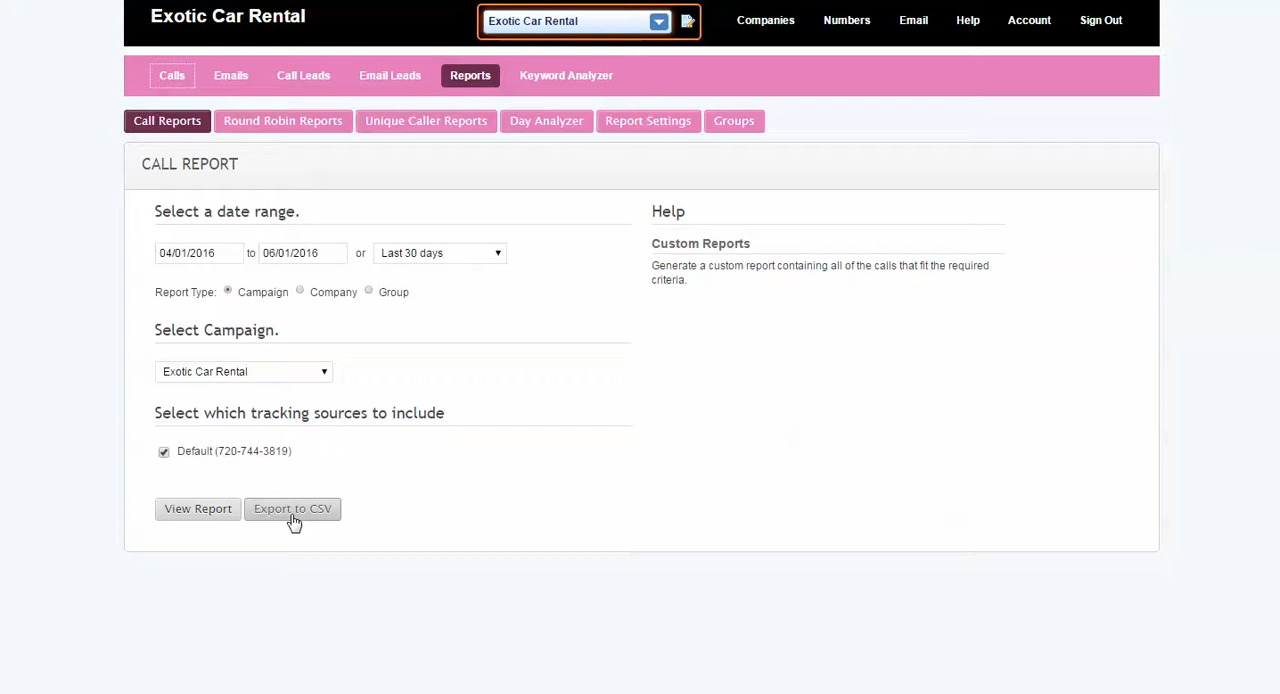 Exotic Car Rental
Exotic Car Rental
Companies Numbers Email Help Account Sign Out
Calls Emails Call Leads Email Leads Reports Keyword Analyzer
Call Reports Round Robin Reports Unique Caller Reports Day Analyzer Report Settings Groups
CALL REPORT
Select a date range.
04/01/2016 to 06/01/2016 or Last 30 days
Report Type: Campaign Company Group
Select Campaign.
Exotic Car Rental
Select which tracking sources to include
Default (720-744-3819)
View Report Export to CSV
Help
Custom Reports
Generate a custom report containing all of the calls that fit the required
criteria.